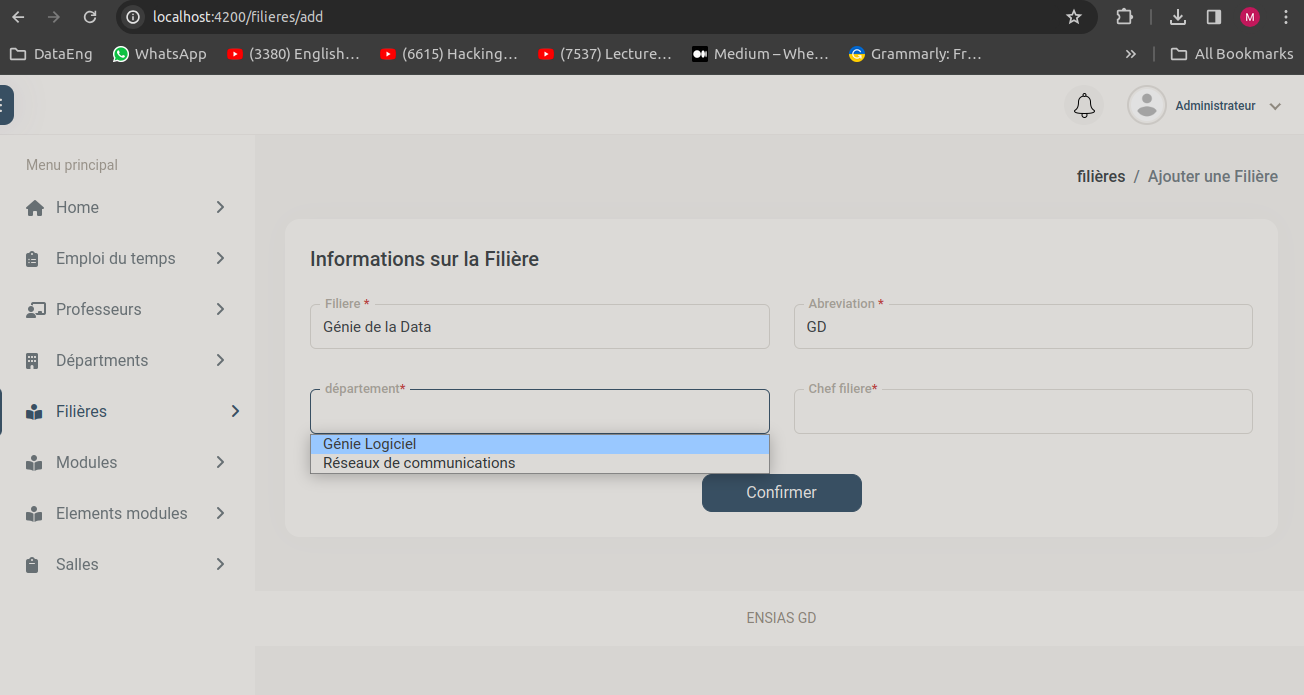 localhost:4200/filieres/add
DataEng WhatsApp (3380) English… (6615) Hacking… (7537) Lecture… Medium – Whe… Grammarly: Fr… » All Bookmarks
M
Administrateur
Menu principal
Home
Emploi du temps
Professeurs
Départments
Filières
Modules
Elements modules
Salles
filières / Ajouter une Filière
Informations sur la Filière
Filiere *
Génie de la Data
Abreviation *
GD
département*
Chef filiere*
Génie Logiciel
Réseaux de communications
Confirmer
ENSIAS GD